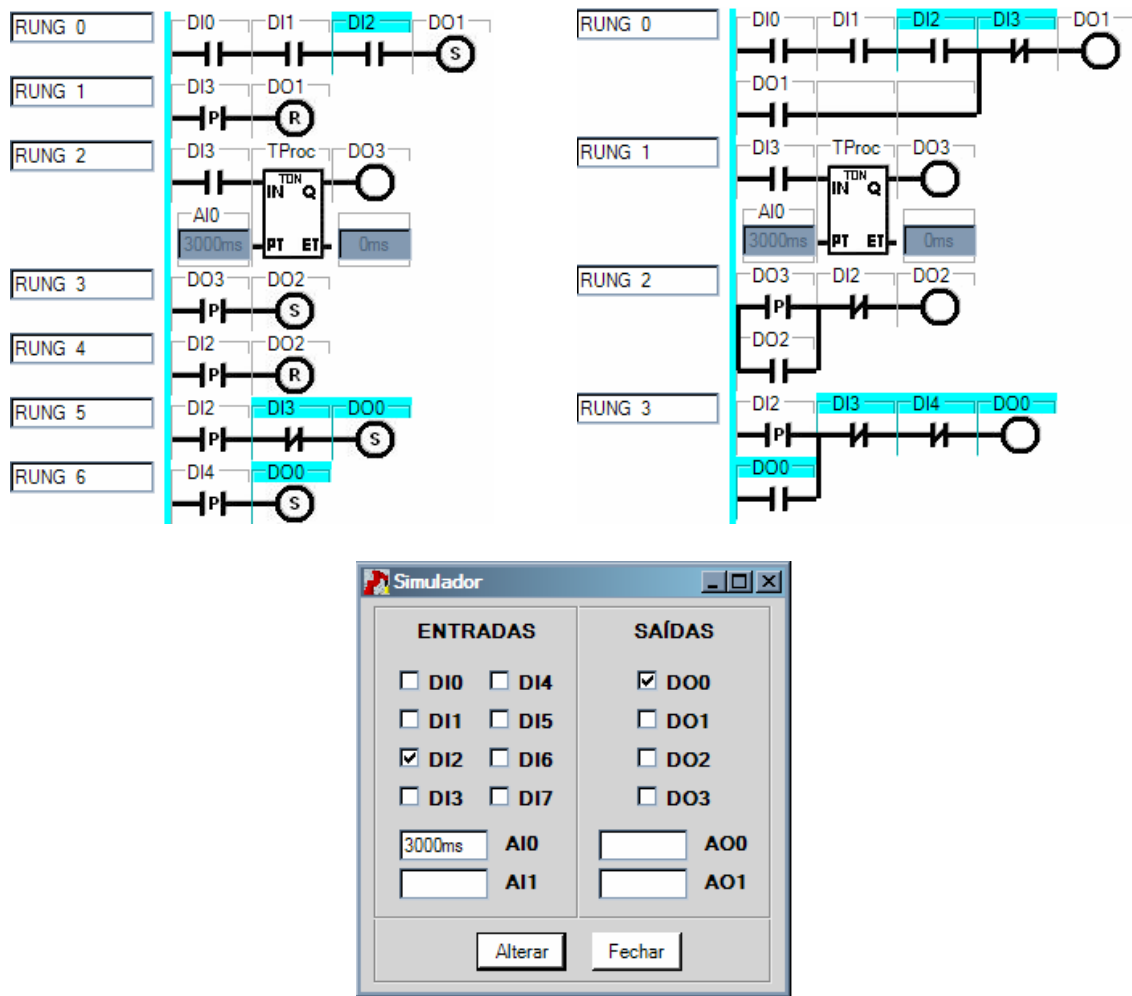 RUNG 0
DI0 DI1 DI2 DO1
S
RUNG 1
DI3 DO1
P R
RUNG 2
DI3 TProc DO3
TON
IN Q
AI0
3000ms PT ET 0ms
RUNG 3
DO3 DO2
P S
RUNG 4
DI2 DO2
P R
RUNG 5
DI2 DI3 DO0
P S
RUNG 6
DI4 DO0
P S
RUNG 0
DI0 DI1 DI2 DI3 DO1
DO1
RUNG 1
DI3 TProc DO3
TON
IN Q
AI0
3000ms PT ET 0ms
RUNG 2
DO3 DI2 DO2
P
DO2
RUNG 3
DI2 DI3 DI4 DO0
P
DO0
Simulador
ENTRADAS
DI0 DI4
DI1 DI5
DI2 DI6
DI3 DI7
3000ms AI0
AI1
SAÍDAS
DO0
DO1
DO2
DO3
AO0
AO1
Alterar Fechar